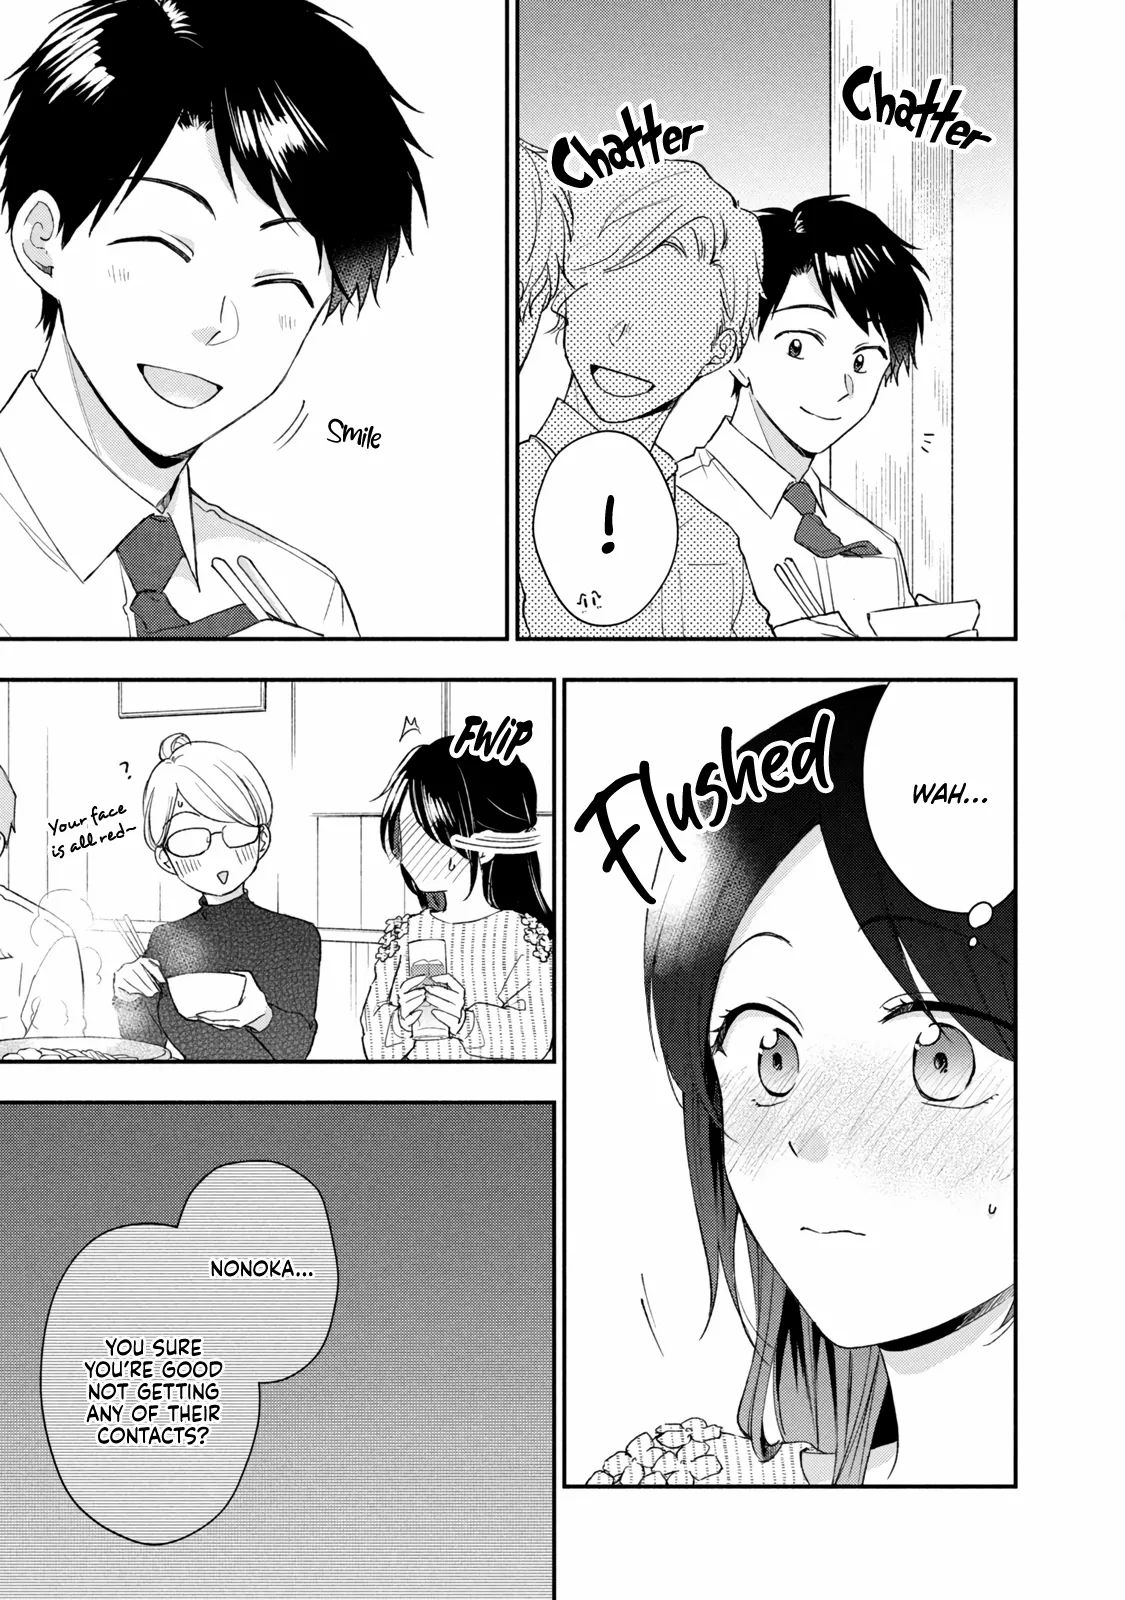 Chatter
Chatter
!
Smile
WAH...
Flushed
FWIP
Your face
is all red~
?
NONOKA...
YOU SURE
YOU'RE GOOD
NOT GETTING
ANY OF THEIR
CONTACTS?